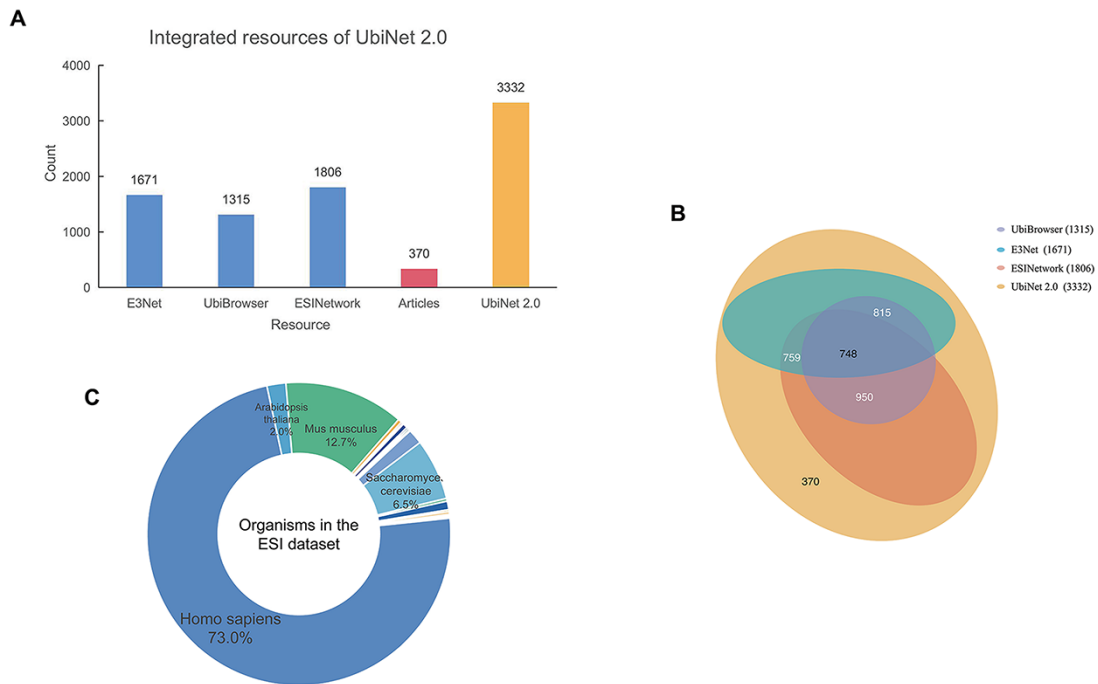 A
Integrated resources of UbiNet 2.0
4000
3000
2000
1000
0
Count
1671
1315
1806
370
3332
E3Net
UbiBrowser
ESINetwork
Articles
UbiNet 2.0
Resource
B
UbiBrowser (1315)
E3Net (1671)
ESINetwork (1806)
UbiNet 2.0 (3332)
815
759
748
950
370
C
Arabidopsis
thaliana
2.0%
Mus musculus
12.7%
Saccharomyce.
cerevisiae
6.5%
Organisms in the
ESI dataset
Homo sapiens
73.0%